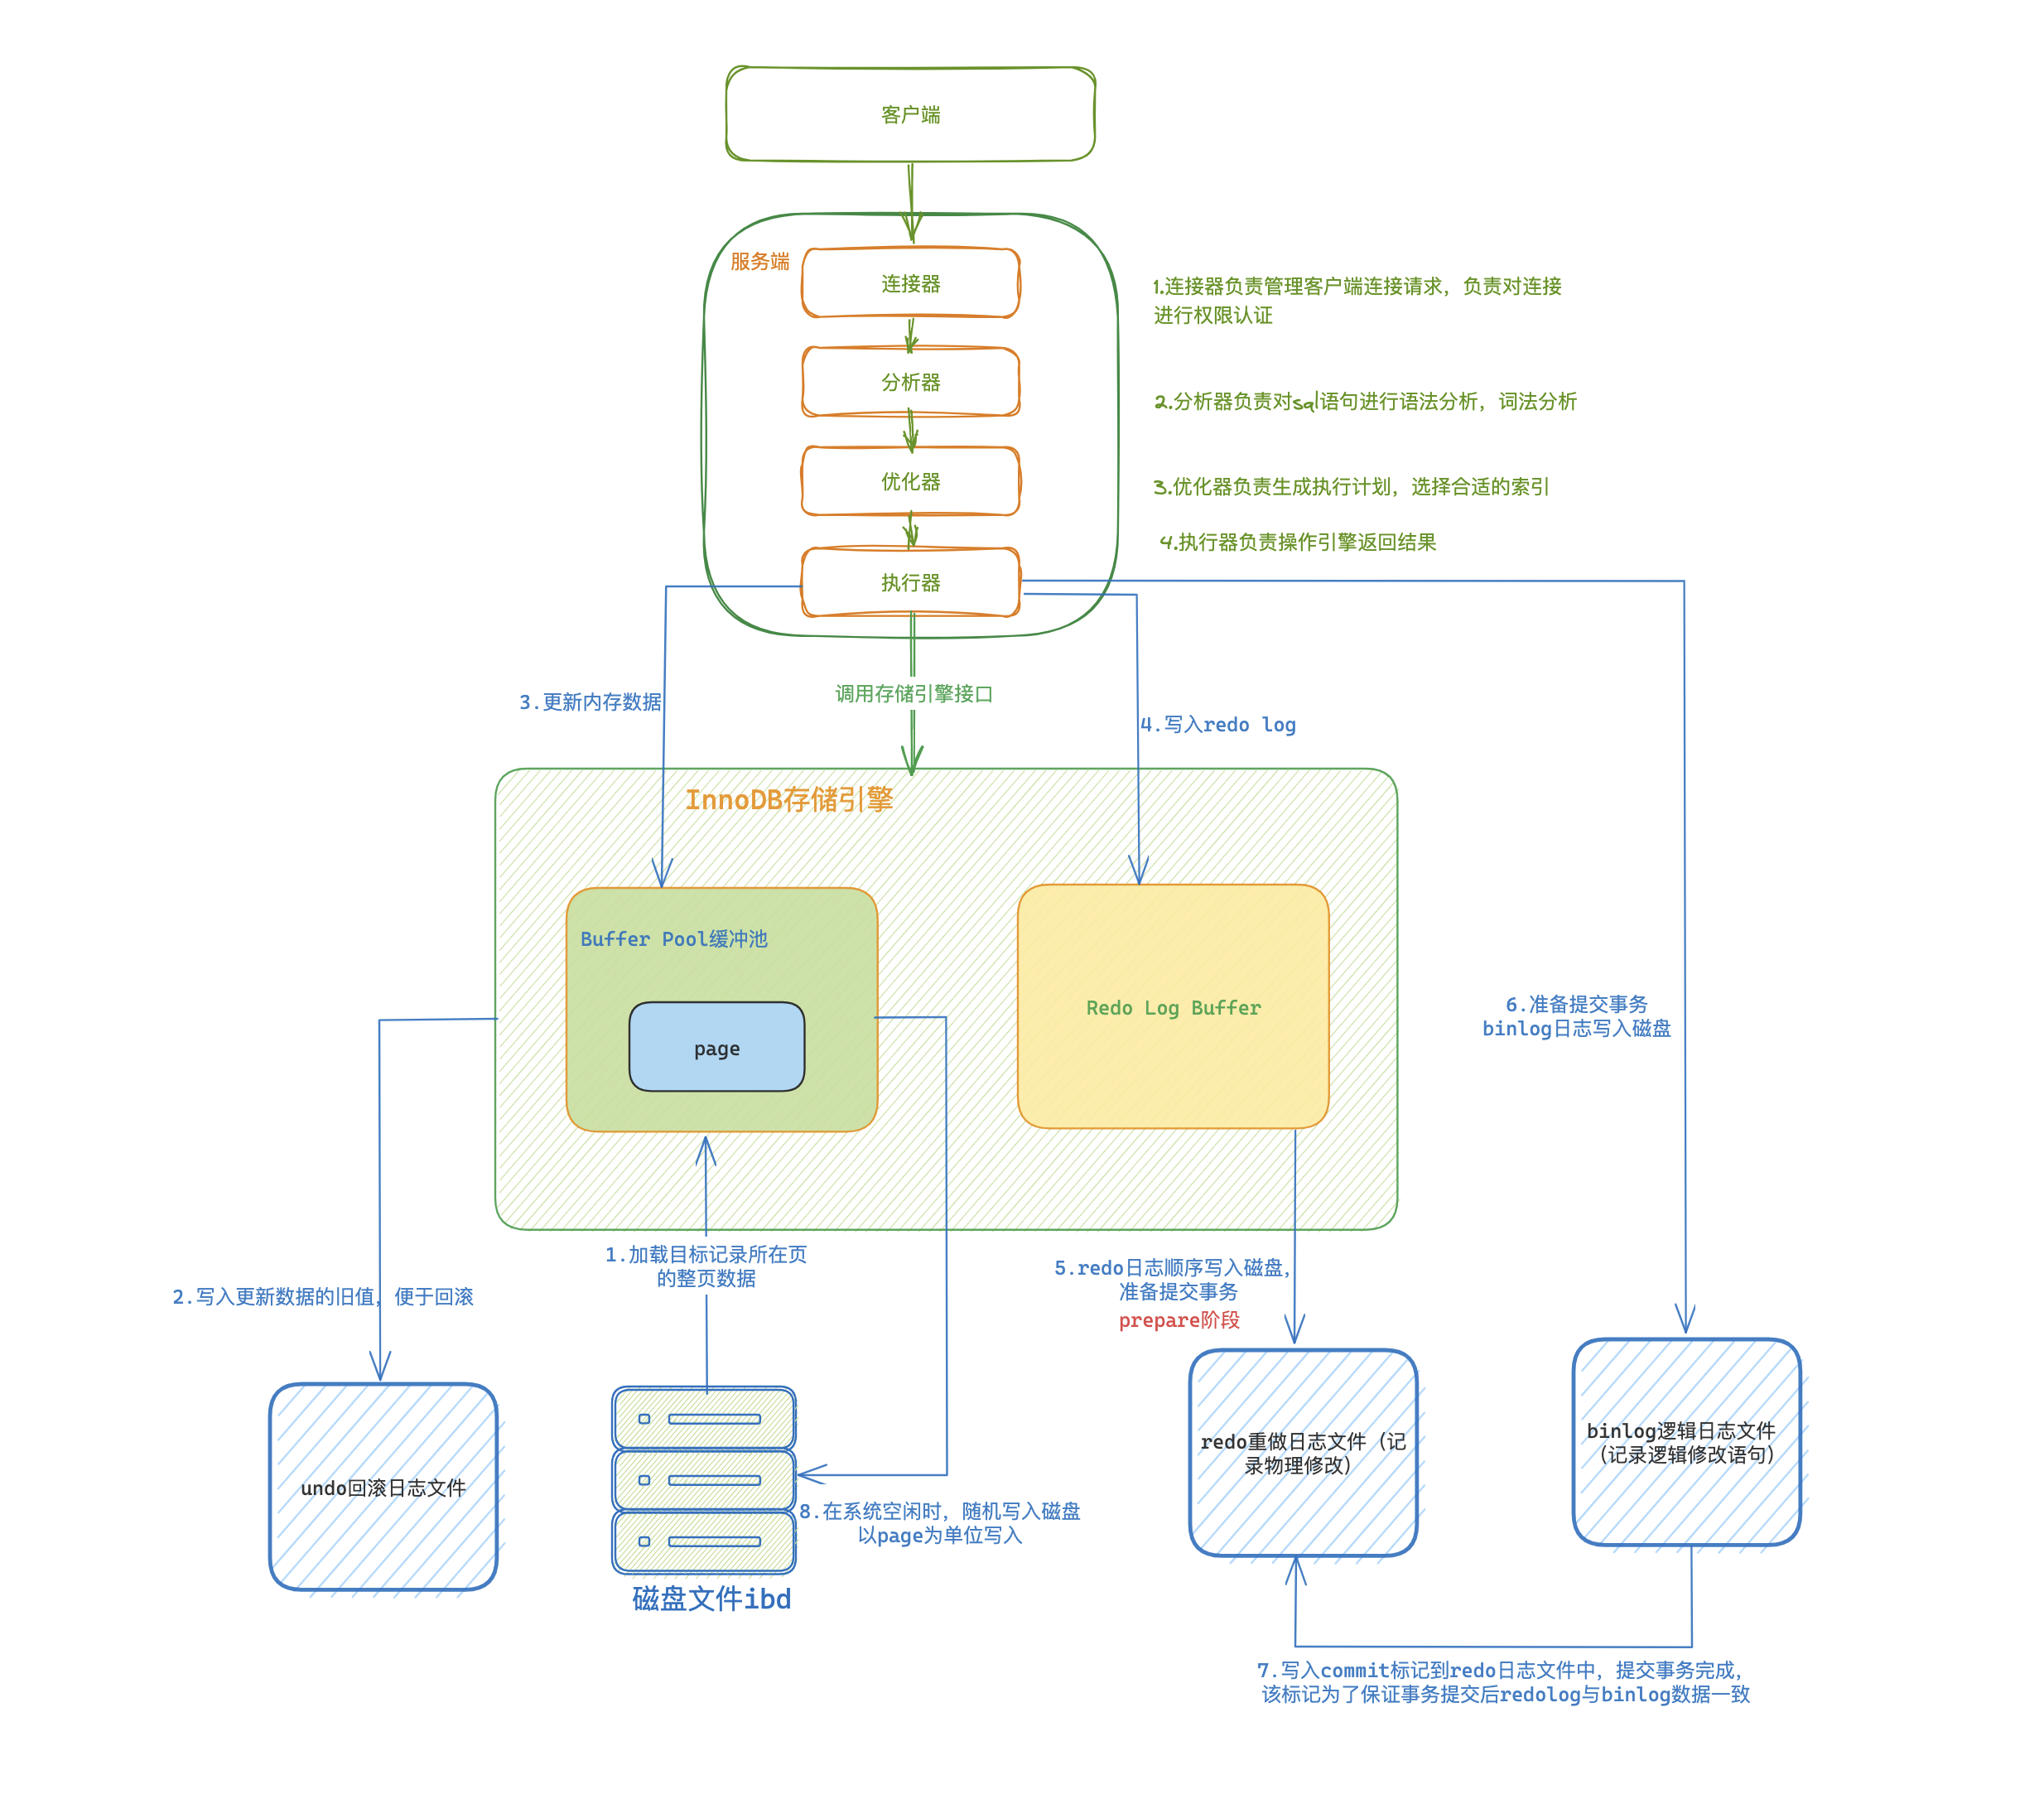 客户端
服务端
连接器
1.连接器负责管理客户端连接请求，负责对连接
进行权限认证
分析器
2.分析器负责对sql语句进行语法分析，词法分析
优化器
3.优化器负责生成执行计划，选择合适的索引
4.执行器负责操作引擎返回结果
执行器
3.更新内存数据
调用存储引擎接口
4.写入redo log
InnoDB存储引擎
Buffer Pool缓冲池
page
Redo Log Buffer
6.准备提交事务
binlog日志写入磁盘
1.加载目标记录所在页
的整页数据
2.写入更新数据的旧值，便于回滚
5.redo日志顺序写入磁盘，
准备提交事务
prepare阶段
undo回滚日志文件
redo重做日志文件（记
录物理修改）
binlog逻辑日志文件
（记录逻辑修改语句）
8.在系统空闲时，随机写入磁盘
以page为单位写入
磁盘文件ibd
7.写入commit标记到redo日志文件中，提交事务完成，
该标记为了保证事务提交后redolog与binlog数据一致